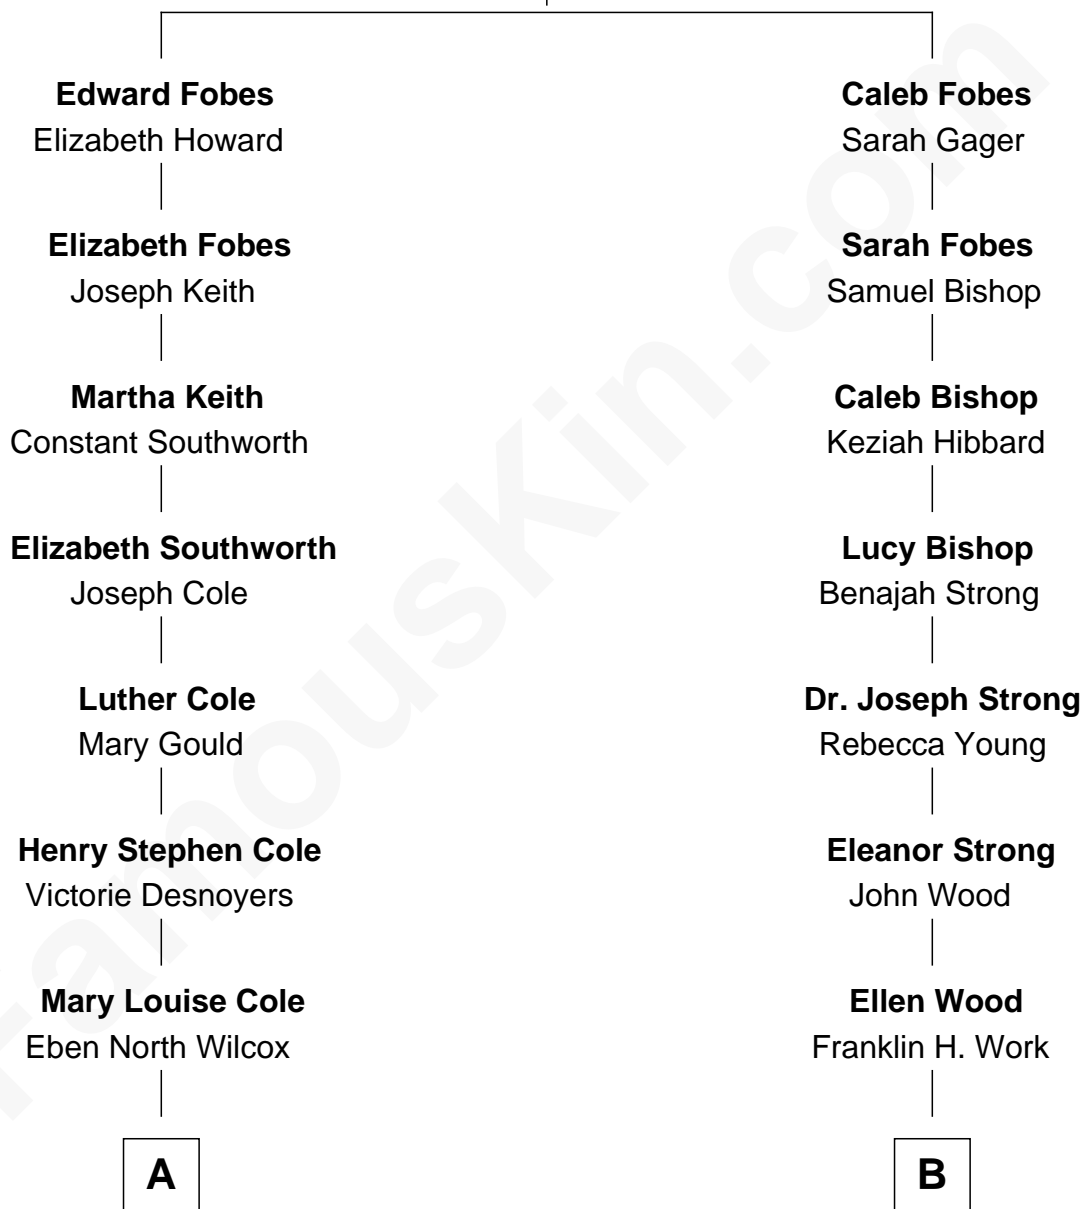 Edward Fobes
Elizabeth Howard
Elizabeth Fobes
Joseph Keith
Martha Keith
Constant Southworth
Elizabeth Southworth
Joseph Cole
Luther Cole
Mary Gould
Henry Stephen Cole
Victorie Desnoyers
Mary Louise Cole
Eben North Wilcox
A
Caleb Fobes
Sarah Gager
Sarah Fobes
Samuel Bishop
Caleb Bishop
Keziah Hibbard
Lucy Bishop
Benajah Strong
Dr. Joseph Strong
Rebecca Young
Eleanor Strong
John Wood
Ellen Wood
Franklin H. Work
B
FamousKin.com